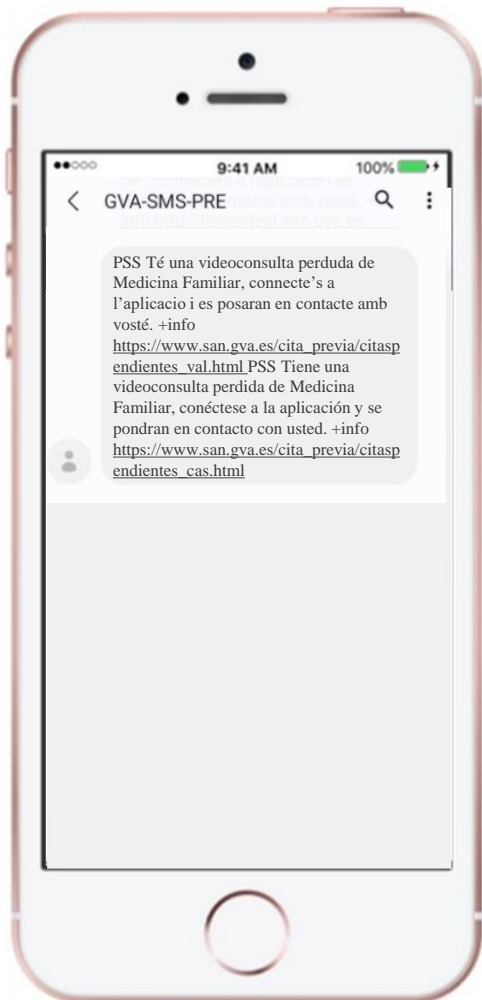 9:41 AM
100%
GVA-SMS-PRE
PSS Té una videoconsulta perduda de
Medicina Familiar, connecte’s a
l’aplicacio i es posaran en contacte amb
vosté. +info
https://www.san.gva.es/cita_previa/citasp
endientes_val.html PSS Tiene una
videoconsulta perdida de Medicina
Familiar, conéctese a la aplicación y se
pondran en contacto con usted. +info
https://www.san.gva.es/cita_previa/citasp
endientes_cas.html